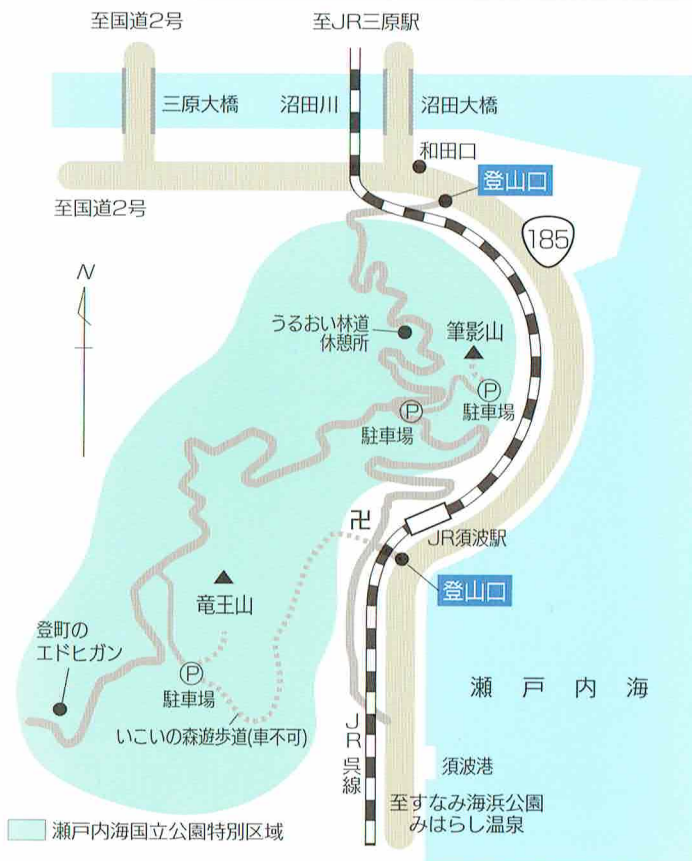 至国道2号
至JR三原駅
三原大橋
沼田川
沼田大橋
和田口
登山口
至国道2号
185
N
うるおい林道
休憩所
筆影山
P
駐車場
P
駐車場
卍
JR須波駅
登山口
竜王山
登町の
エドヒガン
P
駐車場
いこいの森遊歩道(車不可)
瀬戸内海
JR呉線
須波港
至すなみ海浜公園
みはらし温泉
瀬戸内海国立公園特別区域